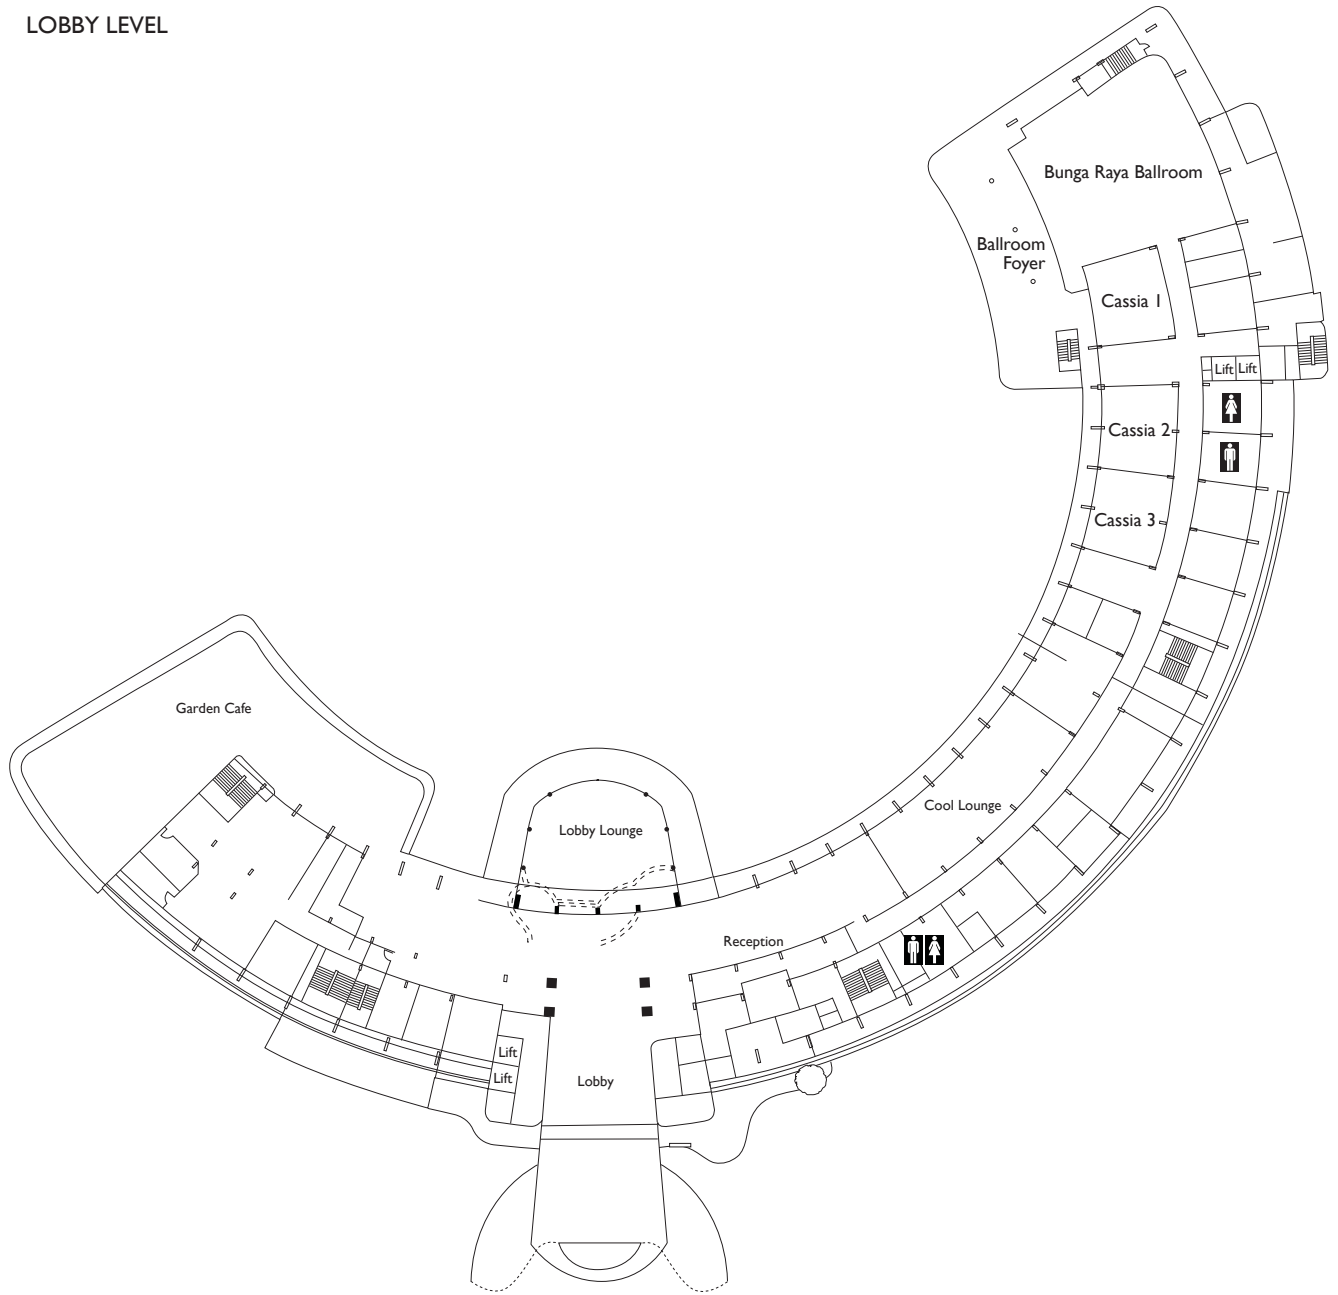 LOBBY LEVEL
Bunga Raya Ballroom
Ballroom
Foyer
Cassia 1
Lift Lift
Cassia 2
Cassia 3
Garden Cafe
Cool Lounge
Lobby Lounge
Reception
Lift
Lift
Lobby